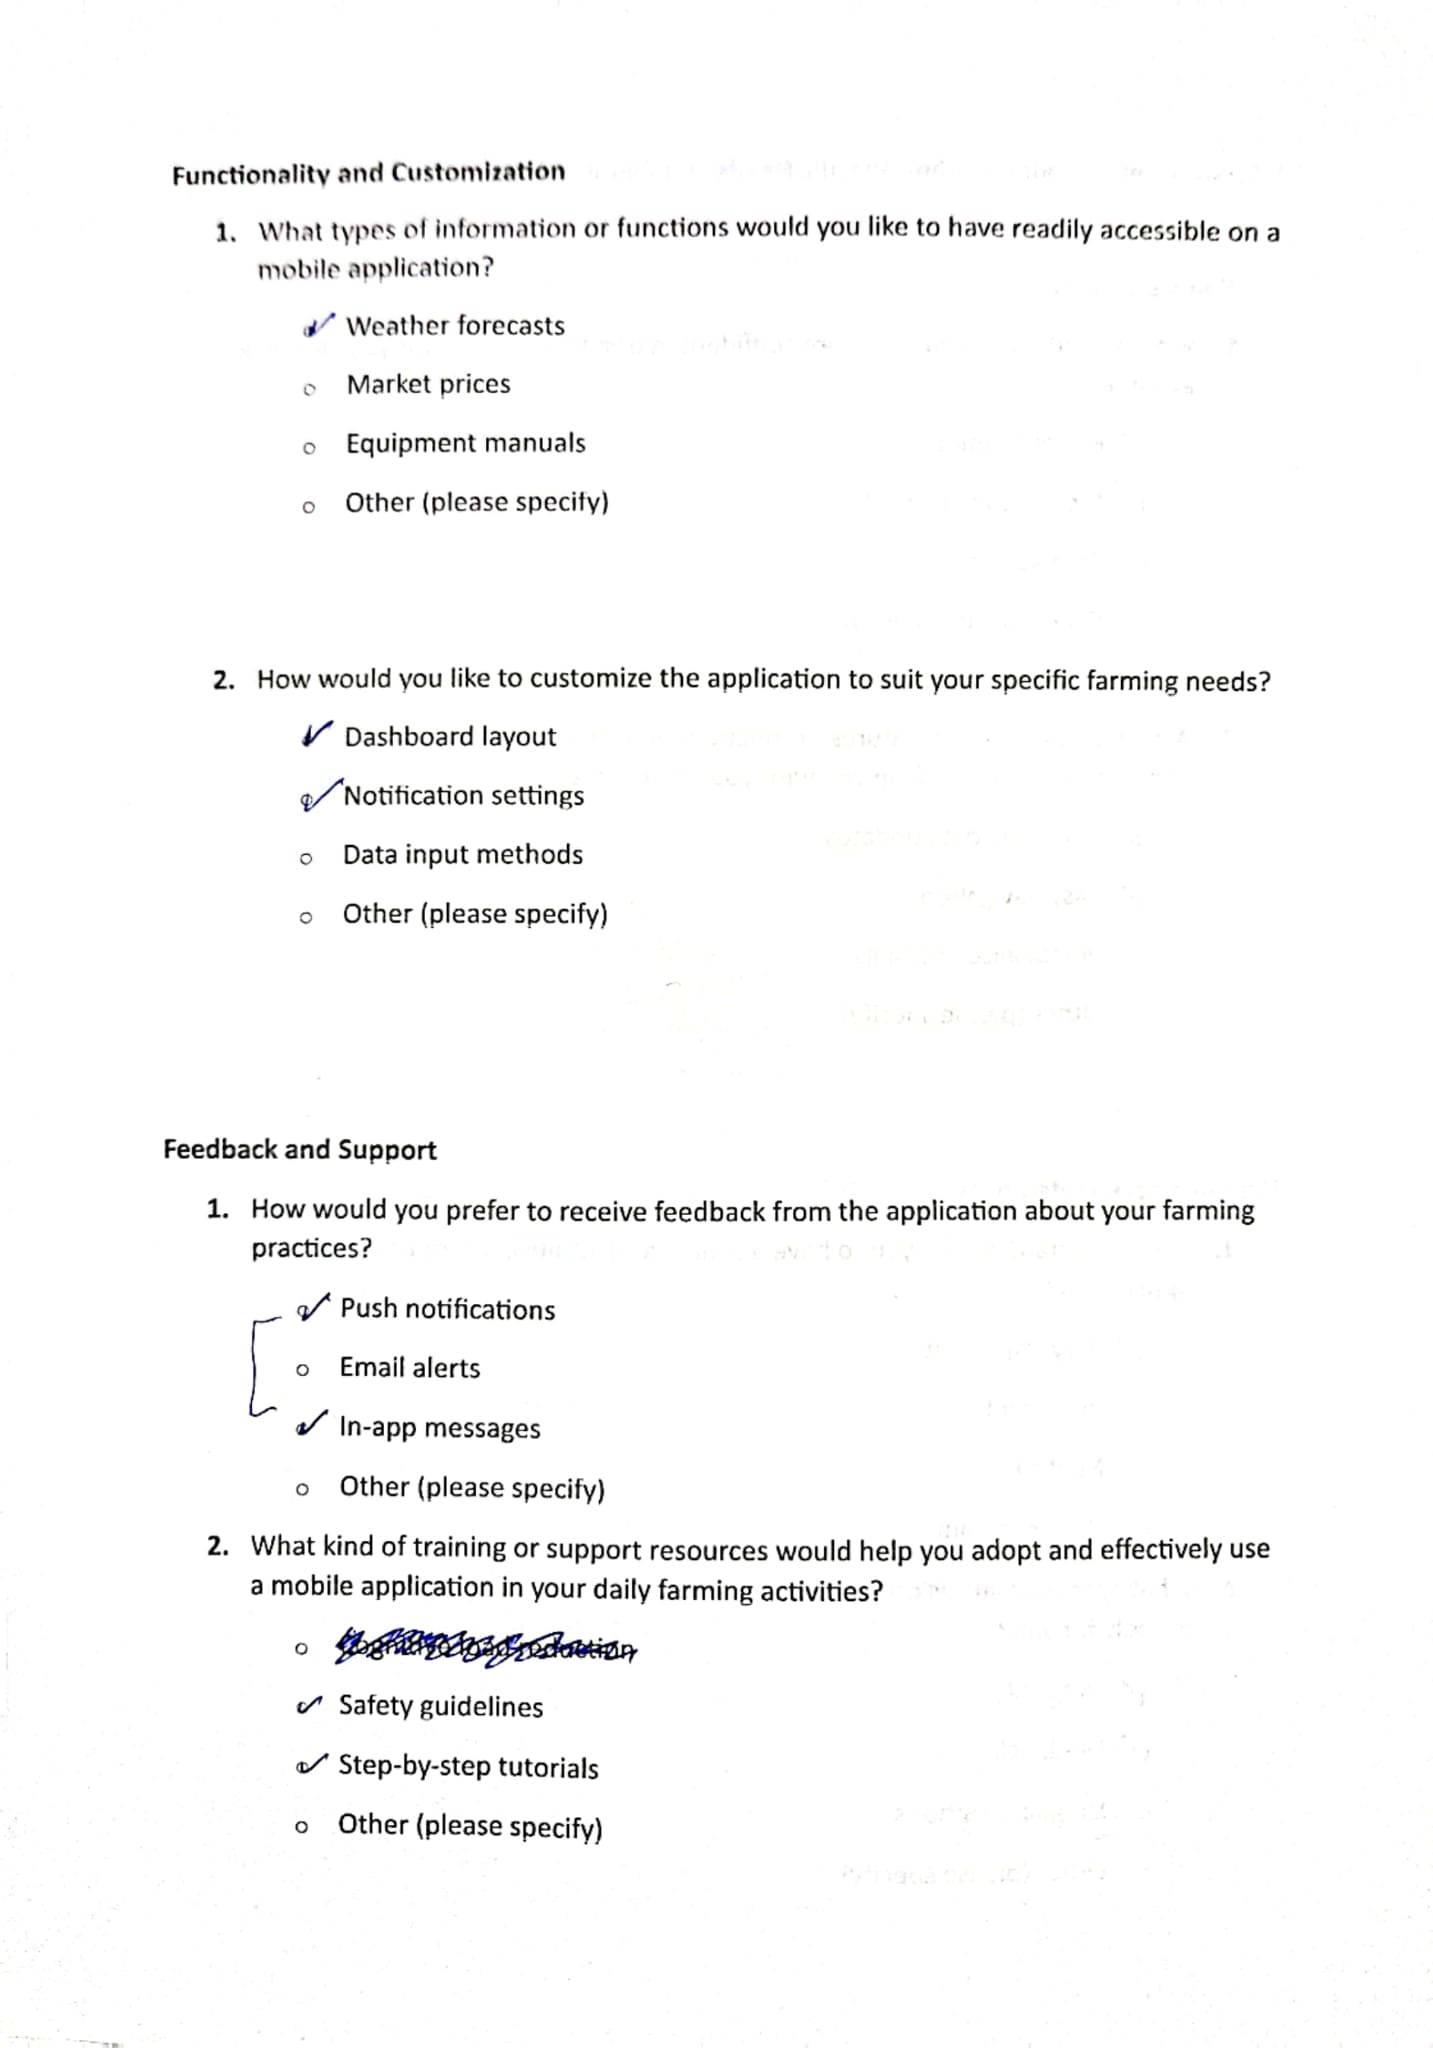 Functionality and Customization
1. What types of information or functions would you like to have readily accessible on a
mobile application?
✓ Weather forecasts
o Market prices
o Equipment manuals
o Other (please specify)
2. How would you like to customize the application to suit your specific farming needs?
✓ Dashboard layout
✓ Notification settings
o Data input methods
o Other (please specify)
Feedback and Support
1. How would you prefer to receive feedback from the application about your farming
practices?
✓ Push notifications
o Email alerts
✓ In-app messages
o Other (please specify)
2. What kind of training or support resources would help you adopt and effectively use
a mobile application in your daily farming activities?
o
✓ Safety guidelines
✓ Step-by-step tutorials
o Other (please specify)